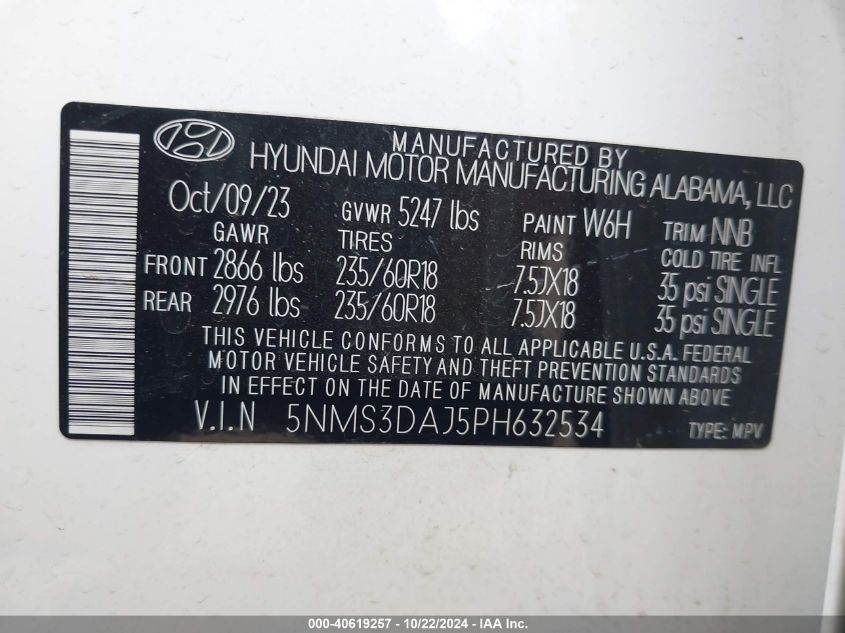 MANUFACTURED BY
HYUNDAI MOTOR MANUFACTURING ALABAMA, LLC
Oct/09/23 GVWR 5247 lbs PAINT W6H TRIM NNB
GAWR TIRES RIMS COLD TIRE INFL
FRONT 2866 lbs 235/60R18 7.5JX18 35 psi SINGLE
REAR 2976 lbs 235/60R18 7.5JX18 35 psi SINGLE
THIS VEHICLE CONFORMS TO ALL APPLICABLE U.S.A. FEDERAL
MOTOR VEHICLE SAFETY AND THEFT PREVENTION STANDARDS
IN EFFECT ON THE DATE OF MANUFACTURE SHOWN ABOVE
V.I.N 5NMS3DAJ5PH632534 TYPE: MPV
000-40619257 - 10/22/2024 - IAA Inc.